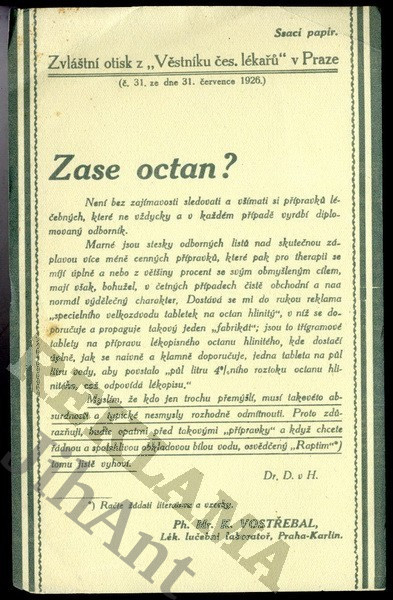 Ssací papír.
Zvláštní otisk z „Věstníku čes. lékařů" v Praze
(č. 31. ze dne 31. července 1926.)
Zase octan?
Není bez zajímavosti sledovati a všímati si přípravků lé-
čebných, které ne vždycky a v každém případě vyrábí diplo-
movaný odborník.
Marné jsou stesky odborných listů nad skutečnou zá-
plavou více méně cenných přípravků, které pak pro therapii se
míjí úplně a nebo z většiny procent se svým obmyšleným cílem,
mají však, bohužel, v četných případech čistě obchodní a nad
normál výdělečný charakter. Dostává se mi do rukou reklama
„specielního velkozávodu tabletek na octan hlinitý", v níž se do-
poručuje a propaguje takový jeden „fabrikát"; jsou to třígramové
tablety na přípravu lékopisného octanu hlinitého, kde dostačí
úplně, jak se naivně a klamně doporučuje, jedna tableta na půl
litru vody, aby povstalo „půl litru 4%ního roztoku octanu hli-
nitého, což odpovídá lékopisu."
Myslím, že kdo jen trochu přemýšlí, musí takovéto ab-
surdnosti a typické nesmysly rozhodně odmítnouti. Proto zdů-
razňuji, buďte opatrni před takovými „přípravky" a když chcete
řádnou a spolehlivou obkladovou bílou vodu, osvědčený „Raptim"*)
tomu jistě vyhoví.
Dr. D. v H.
*) Račte žádati literaturu a vzorky.
Ph. Mr. K. VOSTŘEBAL,
Lék. lučební laboratoř, Praha-Karlín.
REKLAMA
JihAnt